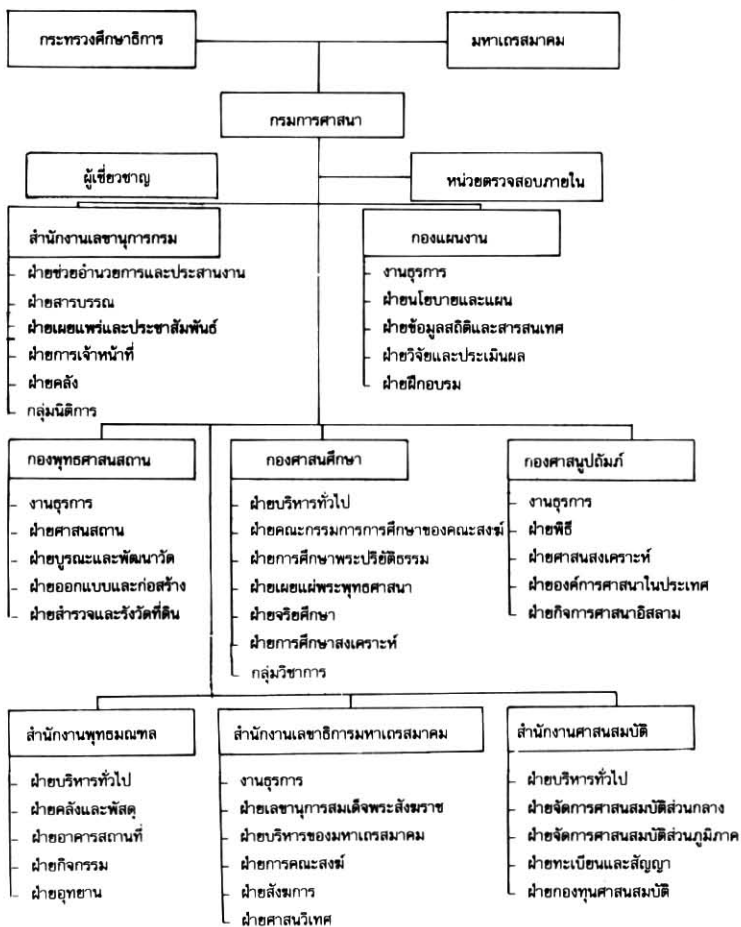 กระทรวงศึกษาธิการ
มหาเถรสมาคม
กรมการศาสนา
ผู้เชี่ยวชาญ
หน่วยตรวจสอบภายใน
สำนักงานเลขานุการกรม
- ฝ่ายช่วยอำนวยการและประสานงาน
- ฝ่ายสารบรรณ
- ฝ่ายเผยแพร่และประชาสัมพันธ์
- ฝ่ายการเจ้าหน้าที่
- ฝ่ายคลัง
- กลุ่มนิติการ
กองแผนงาน
- งานธุรการ
- ฝ่ายนโยบายและแผน
- ฝ่ายข้อมูลสถิติและสารสนเทศ
- ฝ่ายวิจัยและประเมินผล
- ฝ่ายฝึกอบรม
กองพุทธศาสนสถาน
- งานธุรการ
- ฝ่ายศาสนสถาน
- ฝ่ายบูรณะและพัฒนาวัด
- ฝ่ายออกแบบและก่อสร้าง
- ฝ่ายสำรวจและรังวัดที่ดิน
กองศาสนศึกษา
- ฝ่ายบริหารทั่วไป
- ฝ่ายคณะกรรมการการศึกษาของคณะสงฆ์
- ฝ่ายการศึกษาพระปริยัติธรรม
- ฝ่ายเผยแผ่พระพุทธศาสนา
- ฝ่ายจริยศึกษา
- ฝ่ายการศึกษาสงเคราะห์
- กลุ่มวิชาการ
กองศาสนูปถัมภ์
- งานธุรการ
- ฝ่ายพิธี
- ฝ่ายศาสนสงเคราะห์
- ฝ่ายองค์การศาสนาในประเทศ
- ฝ่ายกิจการศาสนาอิสลาม
สำนักงานพุทธมณฑล
- ฝ่ายบริหารทั่วไป
- ฝ่ายคลังและพัสดุ
- ฝ่ายอาคารสถานที่
- ฝ่ายกิจกรรม
- ฝ่ายอุทยาน
สำนักงานเลขาธิการมหาเถรสมาคม
- งานธุรการ
- ฝ่ายเลขานุการสมเด็จพระสังฆราช
- ฝ่ายบริหารของมหาเถรสมาคม
- ฝ่ายการคณะสงฆ์
- ฝ่ายสังฆการ
- ฝ่ายศาสนวิเทศ
สำนักงานศาสนสมบัติ
- ฝ่ายบริหารทั่วไป
- ฝ่ายจัดการศาสนสมบัติส่วนกลาง
- ฝ่ายจัดการศาสนสมบัติส่วนภูมิภาค
- ฝ่ายทะเบียนและสัญญา
- ฝ่ายกองทุนศาสนสมบัติ